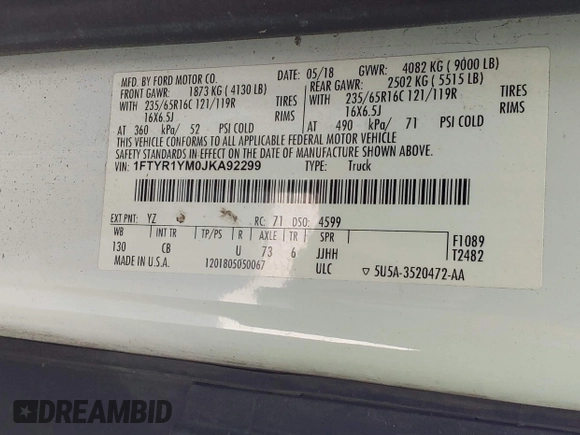 MFD. BY FORD MOTOR CO.
DATE: 05/18 GVWR: 4082 KG ( 9000 LB)
FRONT GAWR: 1873 KG ( 4130 LB)
REAR GAWR: 2502 KG ( 5515 LB)
WITH 235/65R16C 121/119R TIRES
WITH 235/65R16C 121/119R TIRES
16X6.5J RIMS
16X6.5J RIMS
AT 360 kPa/ 52 PSI COLD
AT 490 kPa/ 71 PSI COLD
THIS VEHICLE CONFORMS TO ALL APPLICABLE FEDERAL MOTOR VEHICLE
SAFETY STANDARDS IN EFFECT ON THE DATE OF MANUFACTURE SHOWN ABOVE.
VIN: 1FTYR1YM0JKA92299 TYPE: Truck
EXT PNT: YZ RC: 71 DSO: 4599
WB INT TR TP/PS R AXLE TR SPR F1089
130 CB U 73 6 JJHH T2482
MADE IN U.S.A. 1201805050067 ULC ▽ 5U5A-3520472-AA
DREAMBID